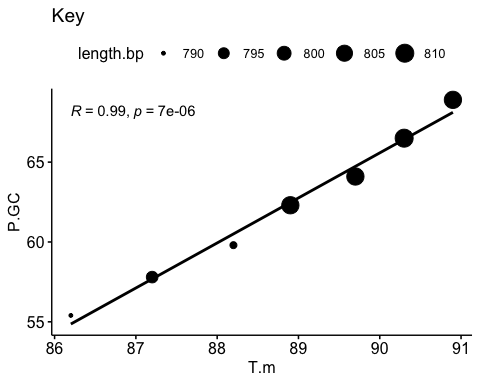 Key
length.bp 790 795 800 805 810
R = 0.99, p = 7e-06
65
60
55
P.GC
86 87 88 89 90 91
T.m